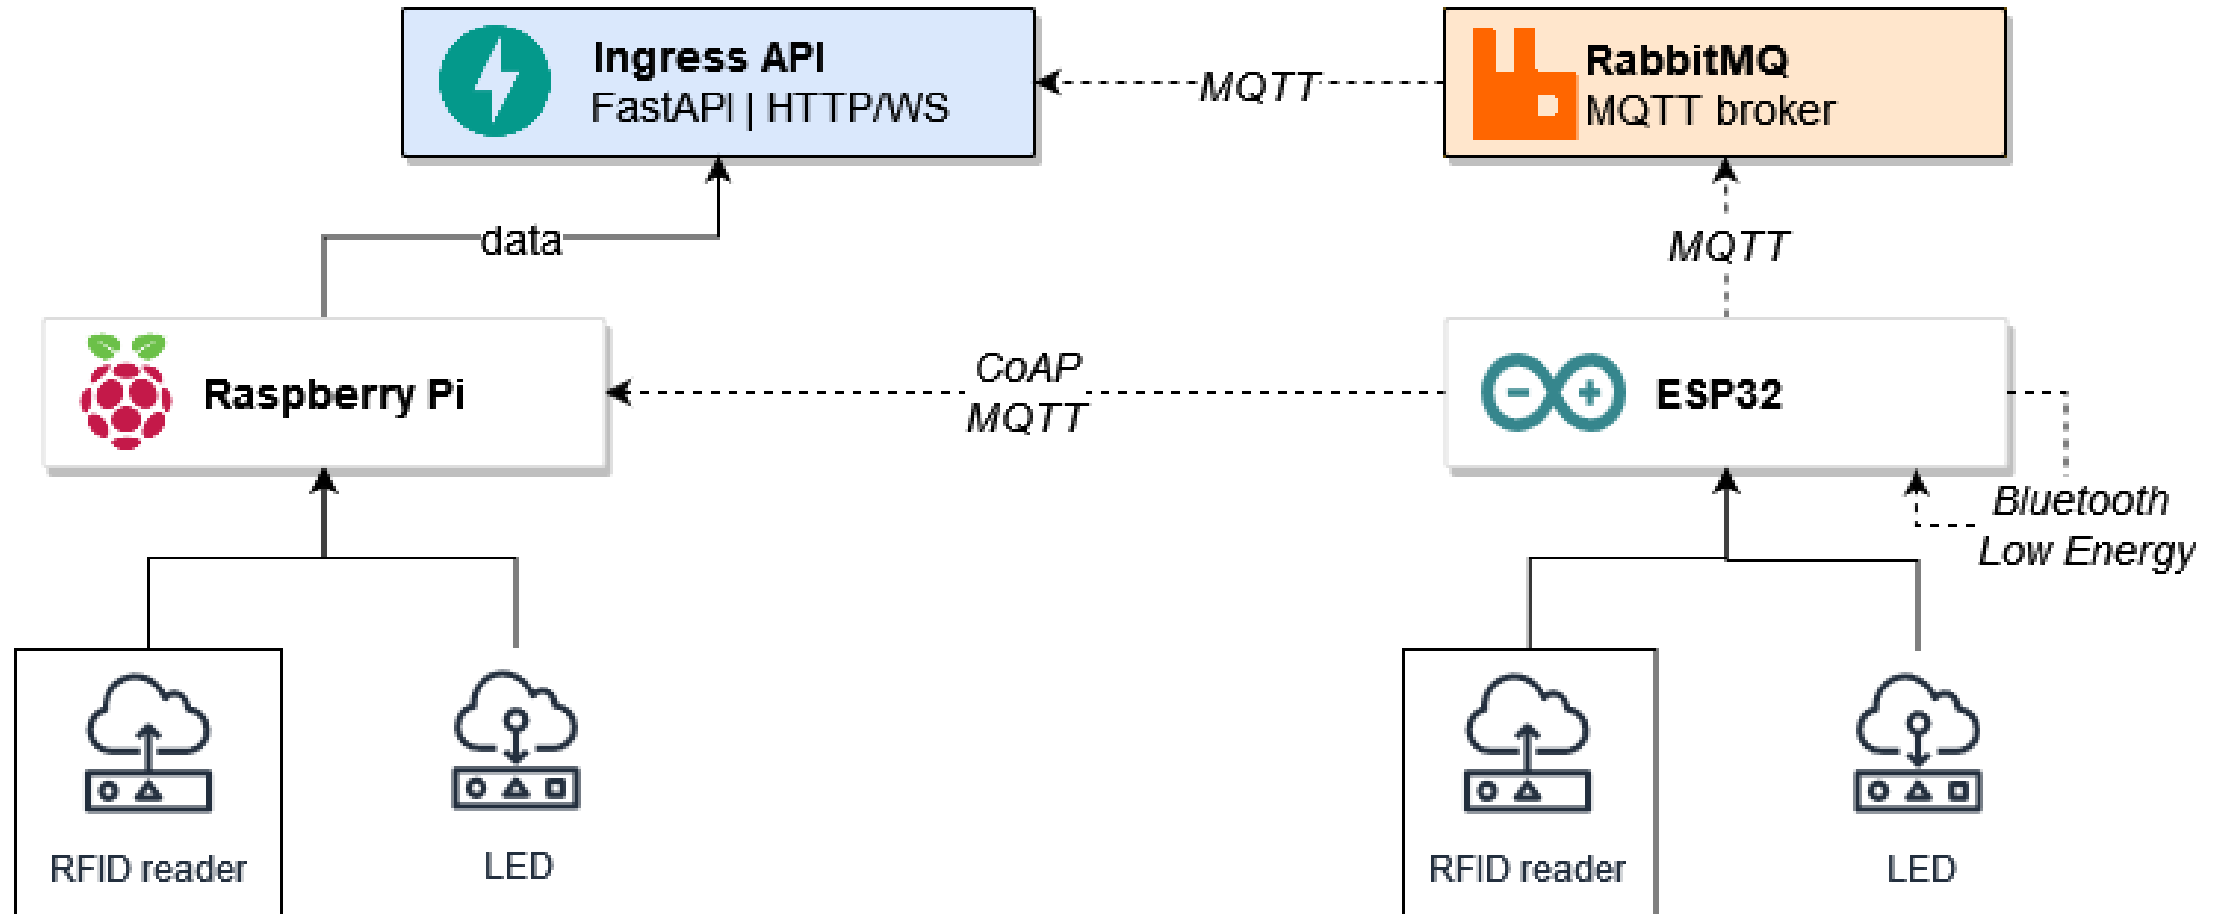 Ingress API
FastAPI | HTTP/WS
MQTT
RabbitMQ
MQTT broker
data
MQTT
Raspberry Pi
CoAP
MQTT
ESP32
Bluetooth
Low Energy
RFID reader
LED
RFID reader
LED